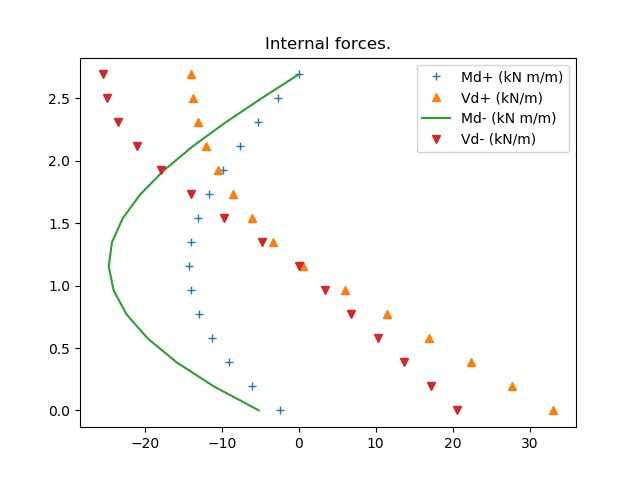 Internal forces.
Md+ (kN m/m)
Vd+ (kN/m)
Md- (kN m/m)
Vd- (kN/m)
2.5
2.0
1.5
1.0
0.5
0.0
−20 −10 0 10 20 30